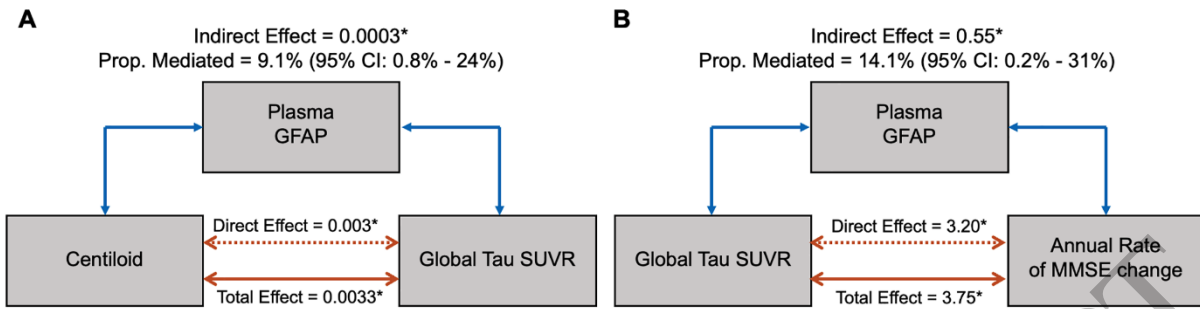 A
Indirect Effect = 0.0003*
Prop. Mediated = 9.1% (95% CI: 0.8% - 24%)
Plasma
GFAP
Direct Effect = 0.003*
Centiloid
Global Tau SUVR
Total Effect = 0.0033*
B
Indirect Effect = 0.55*
Prop. Mediated = 14.1% (95% CI: 0.2% - 31%)
Plasma
GFAP
Direct Effect = 3.20*
Global Tau SUVR
Annual Rate
of MMSE change
Total Effect = 3.75*